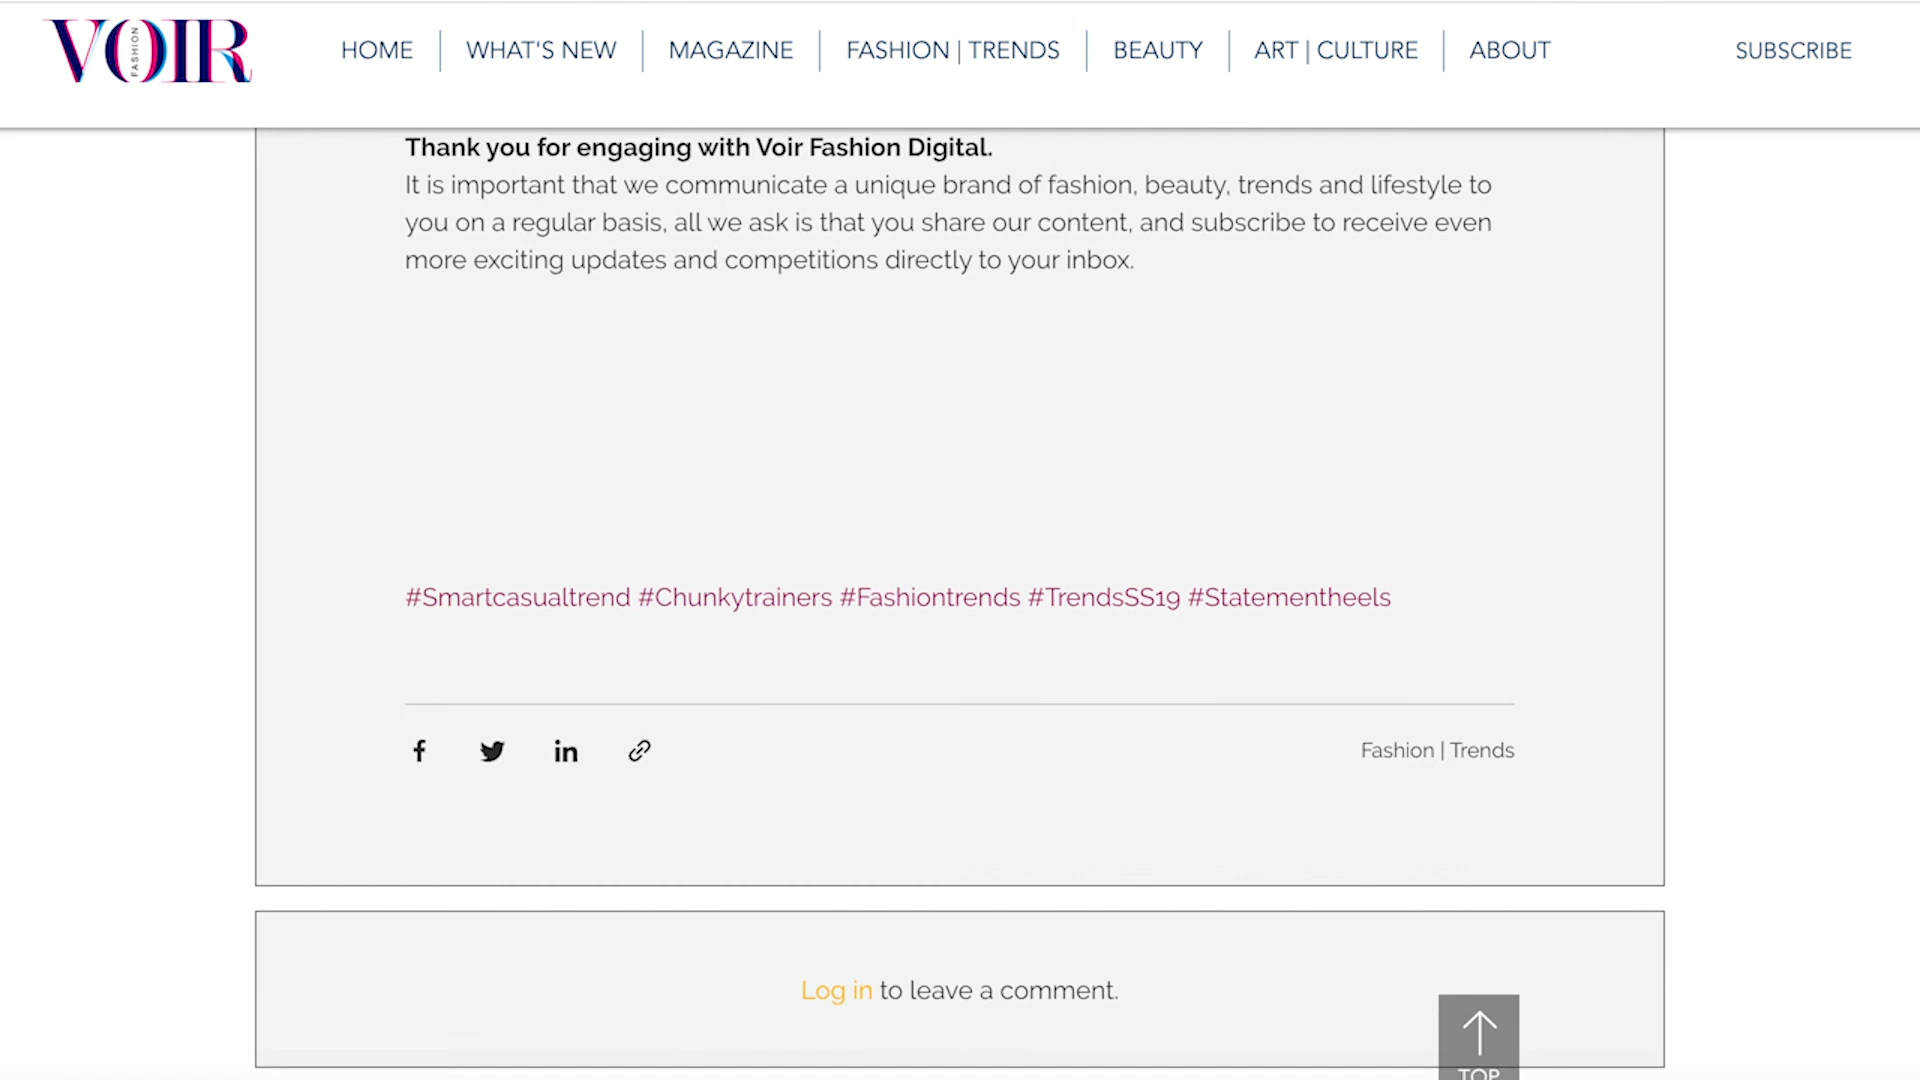 VOIR
FASHION
HOME
WHAT'S NEW
MAGAZINE
FASHION | TRENDS
BEAUTY
ART | CULTURE
ABOUT
SUBSCRIBE
Thank you for engaging with Voir Fashion Digital.
It is important that we communicate a unique brand of fashion, beauty, trends and lifestyle to
you on a regular basis, all we ask is that you share our content, and subscribe to receive even
more exciting updates and competitions directly to your inbox.
#Smartcasualtrend #Chunkytrainers #Fashiontrends #TrendsSS19 #Statementheels
Fashion | Trends
Log in to leave a comment.
TOP